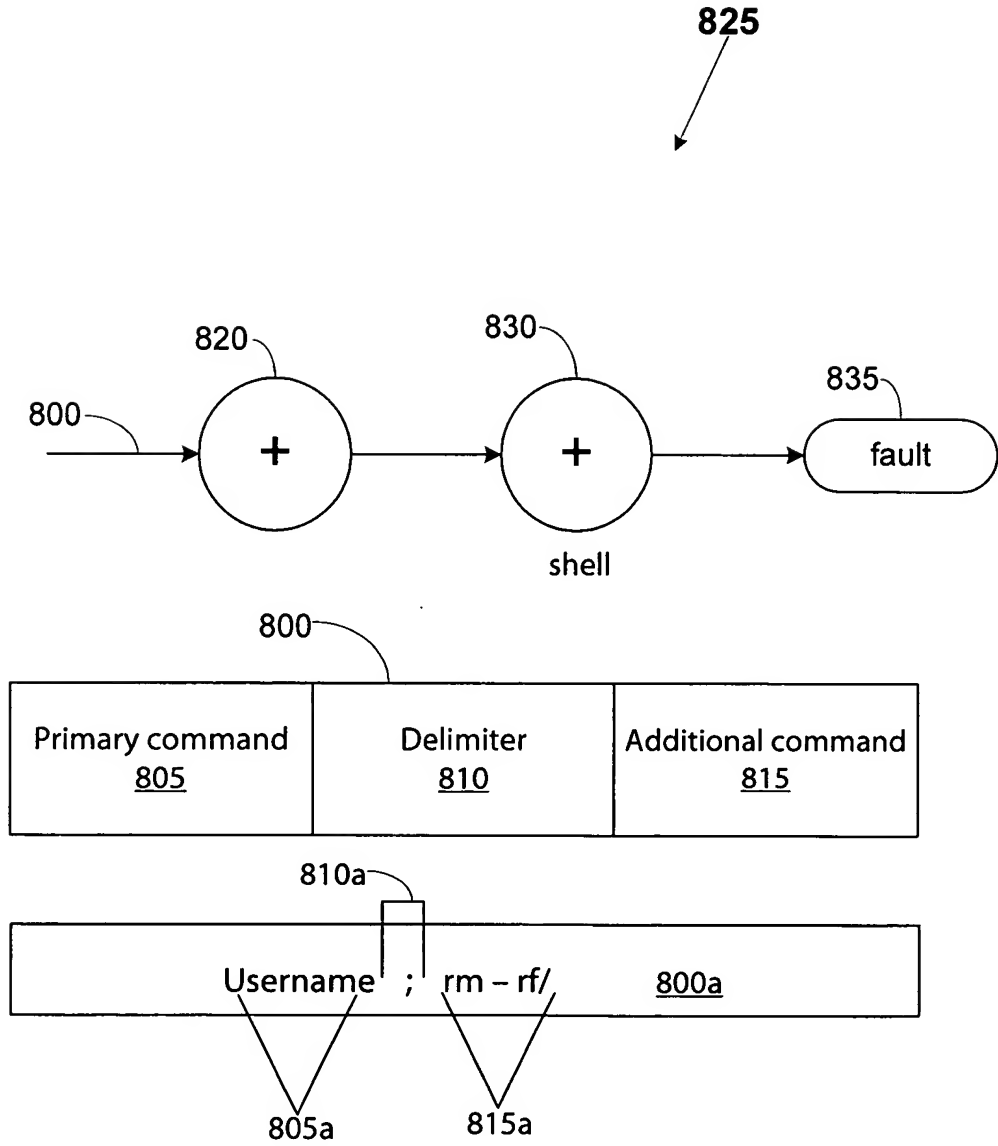 825
820
830
835
800
+
+
fault
shell
800
Primary command
805
Delimiter
810
Additional command
815
810a
Username ; rm – rf/
800a
805a
815a